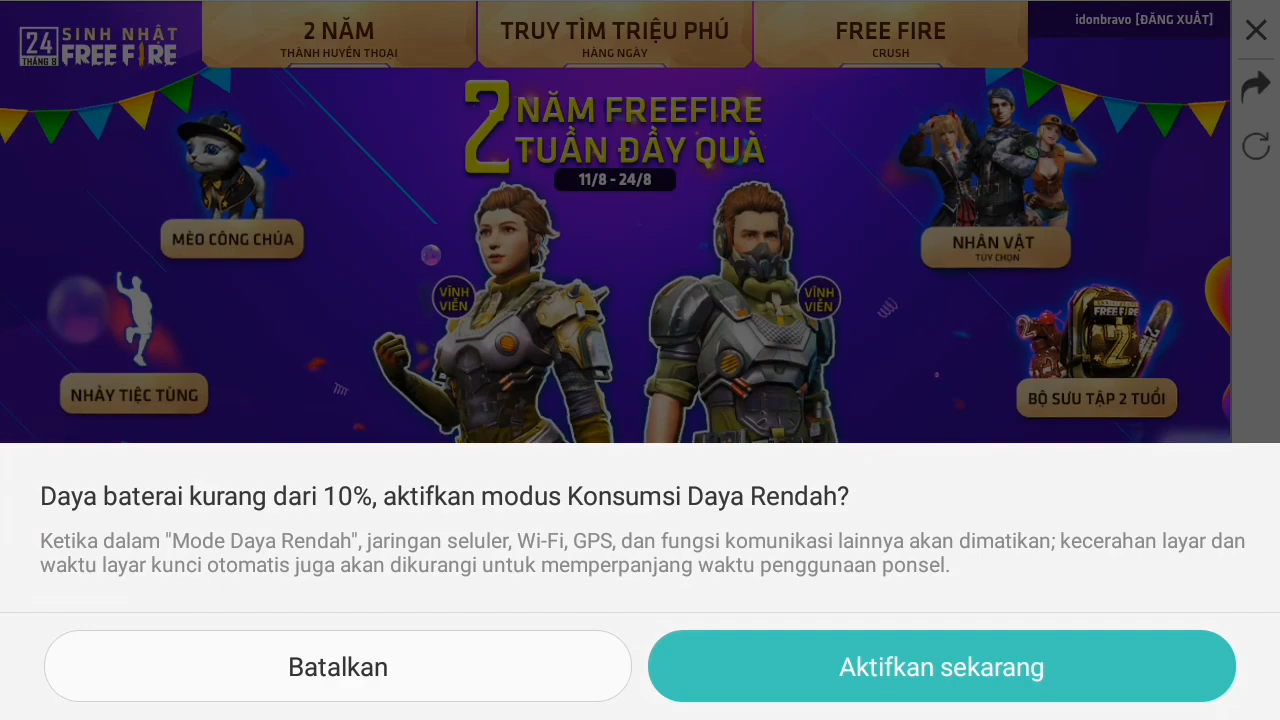 24
THÁNG 8
SINH NHẬT
FREE FIRE
2 NĂM
THÀNH HUYỀN THOẠI
TRUY TÌM TRIỆU PHÚ
HÀNG NGÀY
FREE FIRE
CRUSH
idonbravo [ĐĂNG XUẤT]
2 NĂM FREEFIRE
TUẦN ĐẦY QUÀ
11/8 - 24/8
MÈO CÔNG CHÚA
NHÂN VẬT
TÙY CHỌN
VĨNH
VIỄN
VĨNH
VIỄN
FREE FIRE
2
NHẢY TIỆC TÙNG
BỘ SƯU TẬP 2 TUỔI
Daya baterai kurang dari 10%, aktifkan modus Konsumsi Daya Rendah?
Ketika dalam "Mode Daya Rendah", jaringan seluler, Wi-Fi, GPS, dan fungsi komunikasi lainnya akan dimatikan; kecerahan layar dan
waktu layar kunci otomatis juga akan dikurangi untuk memperpanjang waktu penggunaan ponsel.
Batalkan
Aktifkan sekarang